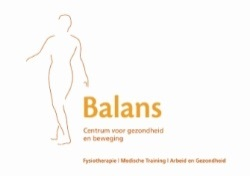 Balans
Centrum voor gezondheid
en beweging
Fysiotherapie | Medische Training | Arbeid en Gezondheid